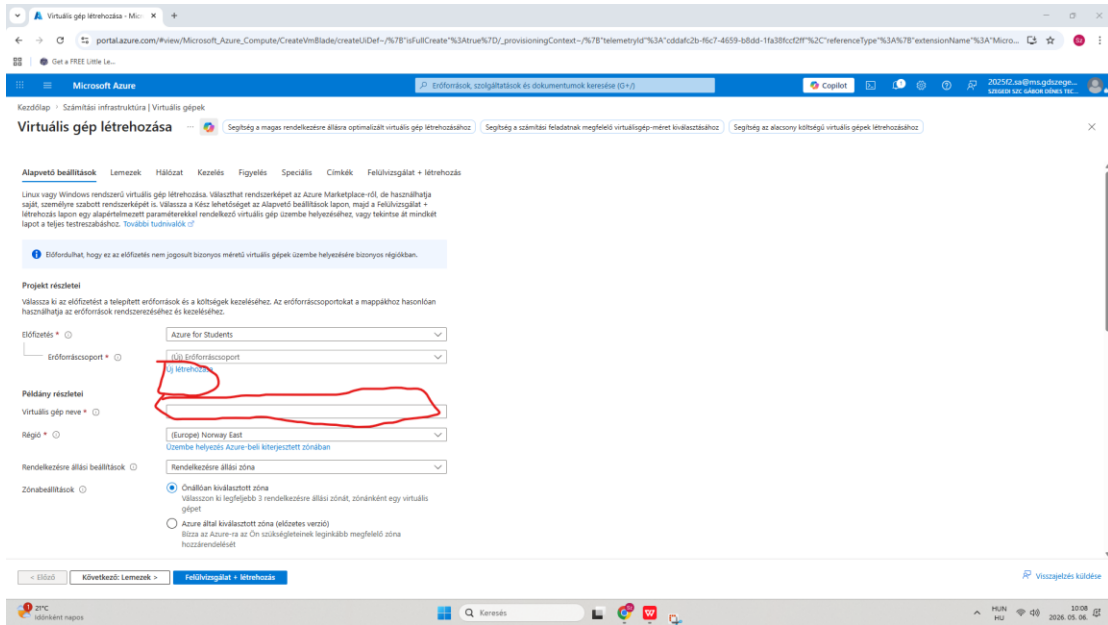 Virtuális gép létrehozása - Micr
portal.azure.com/#view/Microsoft_Azure_Compute/CreateVmBlade/createUiDef~/%7B"isFullCreate"%3Atrue%7D/_provisioningContext~/%7B"telemetryId"%3A"cddafc2b-f6c7-4659-b8dd-1fa38fccf2ff"%2C"referenceType"%3A%7B"extensionName"%3A"Micro...
Get a FREE Little Le...
Microsoft Azure
Erőforrások, szolgáltatások és dokumentumok keresése (G+/)
Copilot
2025f2.sa@ms.gdszege...
SZEGEDI SZC GÁBOR DÉNES TEC...
Kezdőlap > Számítási infrastruktúra | Virtuális gépek
Virtuális gép létrehozása
Segítség a magas rendelkezésre állásra optimalizált virtuális gép létrehozásához
Segítség a számítási feladatnak megfelelő virtuálisgép-méret kiválasztásához
Segítség az alacsony költségű virtuális gépek létrehozásához
Alapvető beállítások Lemezek Hálózat Kezelés Figyelés Speciális Címkék Felülvizsgálat + létrehozás
Linux vagy Windows rendszerű virtuális gép létrehozása. Választhat rendszerképet az Azure Marketplace-ről, de használhatja
saját, személyre szabott rendszerképét is. Válassza a Kész lehetőséget az Alapvető beállítások lapon, majd a Felülvizsgálat +
létrehozás lapon egy alapértelmezett paraméterekkel rendelkező virtuális gép üzembe helyezéséhez, vagy tekintse át mindkét
lapot a teljes testreszabáshoz. További tudnivalók
Előfordulhat, hogy ez az előfizetés nem jogosult bizonyos méretű virtuális gépek üzembe helyezésére bizonyos régiókban.
Projekt részletei
Válassza ki az előfizetést a telepített erőforrások és a költségek kezeléséhez. Az erőforráscsoportokat a mappákhoz hasonlóan
használhatja az erőforrások rendszerezéséhez és kezeléséhez.
Előfizetés *
Azure for Students
Erőforráscsoport *
(Új) Erőforráscsoport
Új létrehozása
Példány részletei
Virtuális gép neve *
Régió *
(Europe) Norway East
Üzembe helyezés Azure-beli kiterjesztett zónában
Rendelkezésre állási beállítások
Rendelkezésre állási zóna
Zónabeállítások
Önállóan kiválasztott zóna
Válasszon ki legfeljebb 3 rendelkezésre állási zónát, zónánként egy virtuális
gépet
Azure által kiválasztott zóna (előzetes verzió)
Bízza az Azure-ra az Ön szükségleteinek leginkább megfelelő zóna
hozzárendelését
< Előző
Következő: Lemezek >
Felülvizsgálat + létrehozás
Visszajelzés küldése
21°C
Időnként napos
Keresés
HUN
HU
10:08
2026. 05. 06.